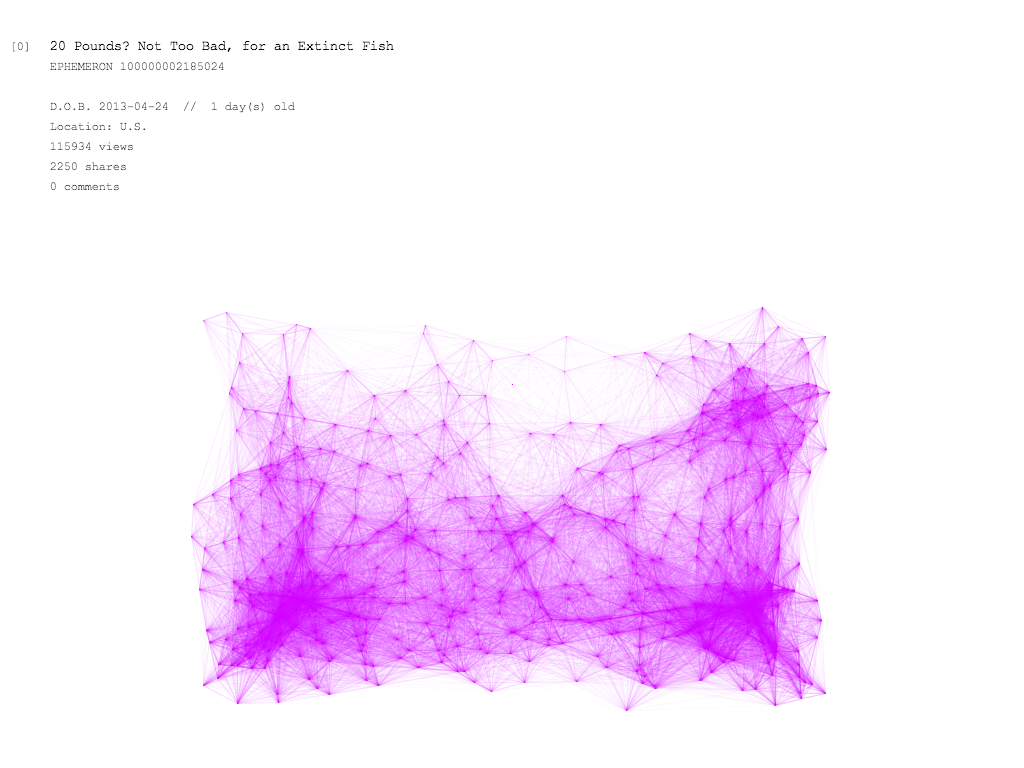 [0] 20 Pounds? Not Too Bad, for an Extinct Fish
EPHEMERON 100000002185024
D.O.B. 2013-04-24 // 1 day(s) old
Location: U.S.
115934 views
2250 shares
0 comments